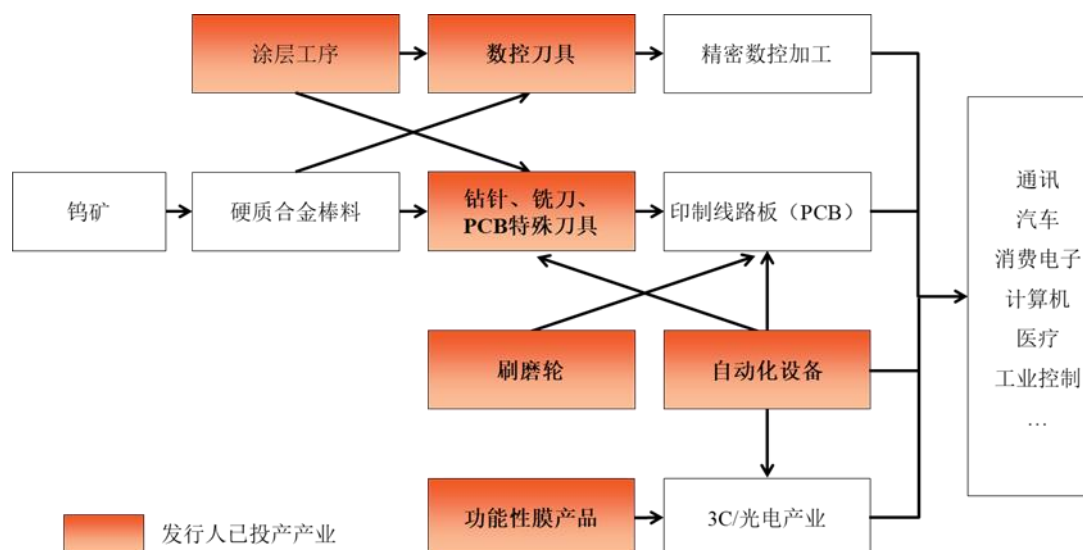 涂层工序
数控刀具
精密数控加工
钨矿
硬质合金棒料
钻针、铣刀、
PCB特殊刀具
印制线路板（PCB）
刷磨轮
自动化设备
功能性膜产品
3C/光电产业
通讯
汽车
消费电子
计算机
医疗
工业控制
…
发行人已投产产业